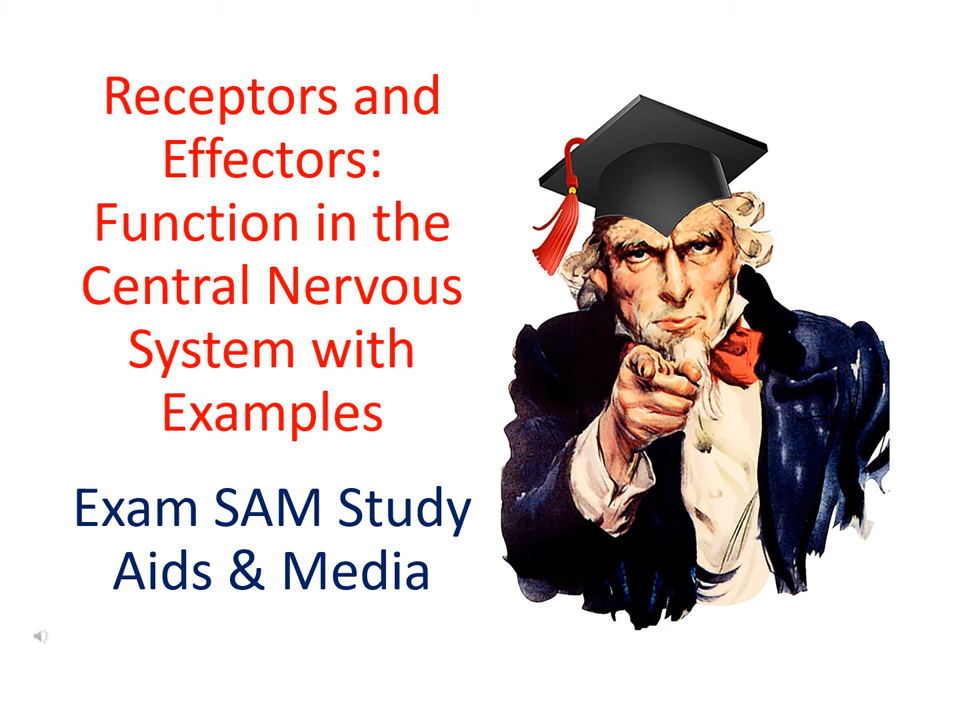 Receptors and
Effectors:
Function in the
Central Nervous
System with
Examples
Exam SAM Study
Aids & Media